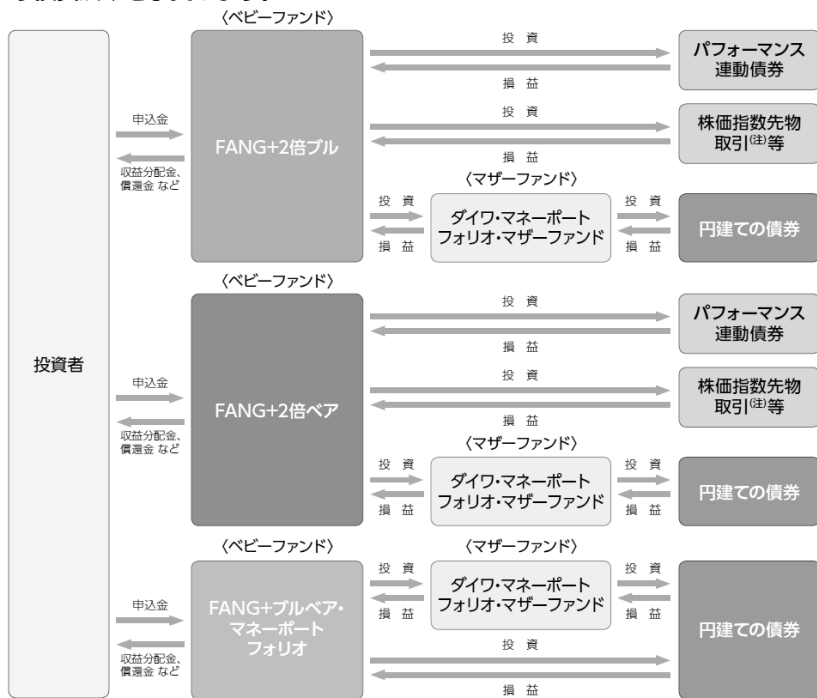 〈ベビーファンド〉
投資者
申込金
収益分配金、
償還金 など
FANG+2倍ブル
投 資
損 益
パフォーマンス
連動債券
投 資
損 益
株価指数先物
取引(注)等
〈マザーファンド〉
投 資
損 益
ダイワ・マネーポート
フォリオ・マザーファンド
投 資
損 益
円建ての債券
〈ベビーファンド〉
申込金
収益分配金、
償還金 など
FANG+2倍ベア
投 資
損 益
パフォーマンス
連動債券
投 資
損 益
株価指数先物
取引(注)等
〈マザーファンド〉
投 資
損 益
ダイワ・マネーポート
フォリオ・マザーファンド
投 資
損 益
円建ての債券
〈ベビーファンド〉
申込金
収益分配金、
償還金 など
FANG+ブルベア・
マネーポート
フォリオ
〈マザーファンド〉
投 資
損 益
ダイワ・マネーポート
フォリオ・マザーファンド
投 資
損 益
投 資
損 益
円建ての債券